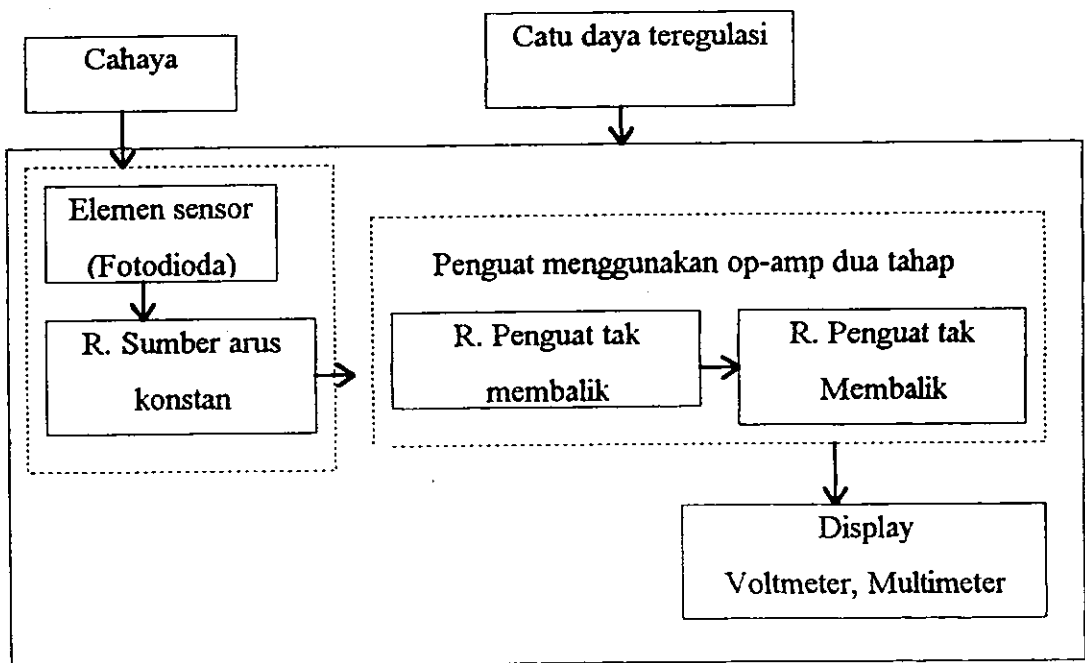 Cahaya
Catu daya teregulasi
Elemen sensor
(Fotodioda)
R. Sumber arus
konstan
Penguat menggunakan op-amp dua tahap
R. Penguat tak
membalik
R. Penguat tak
Membalik
Display
Voltmeter, Multimeter